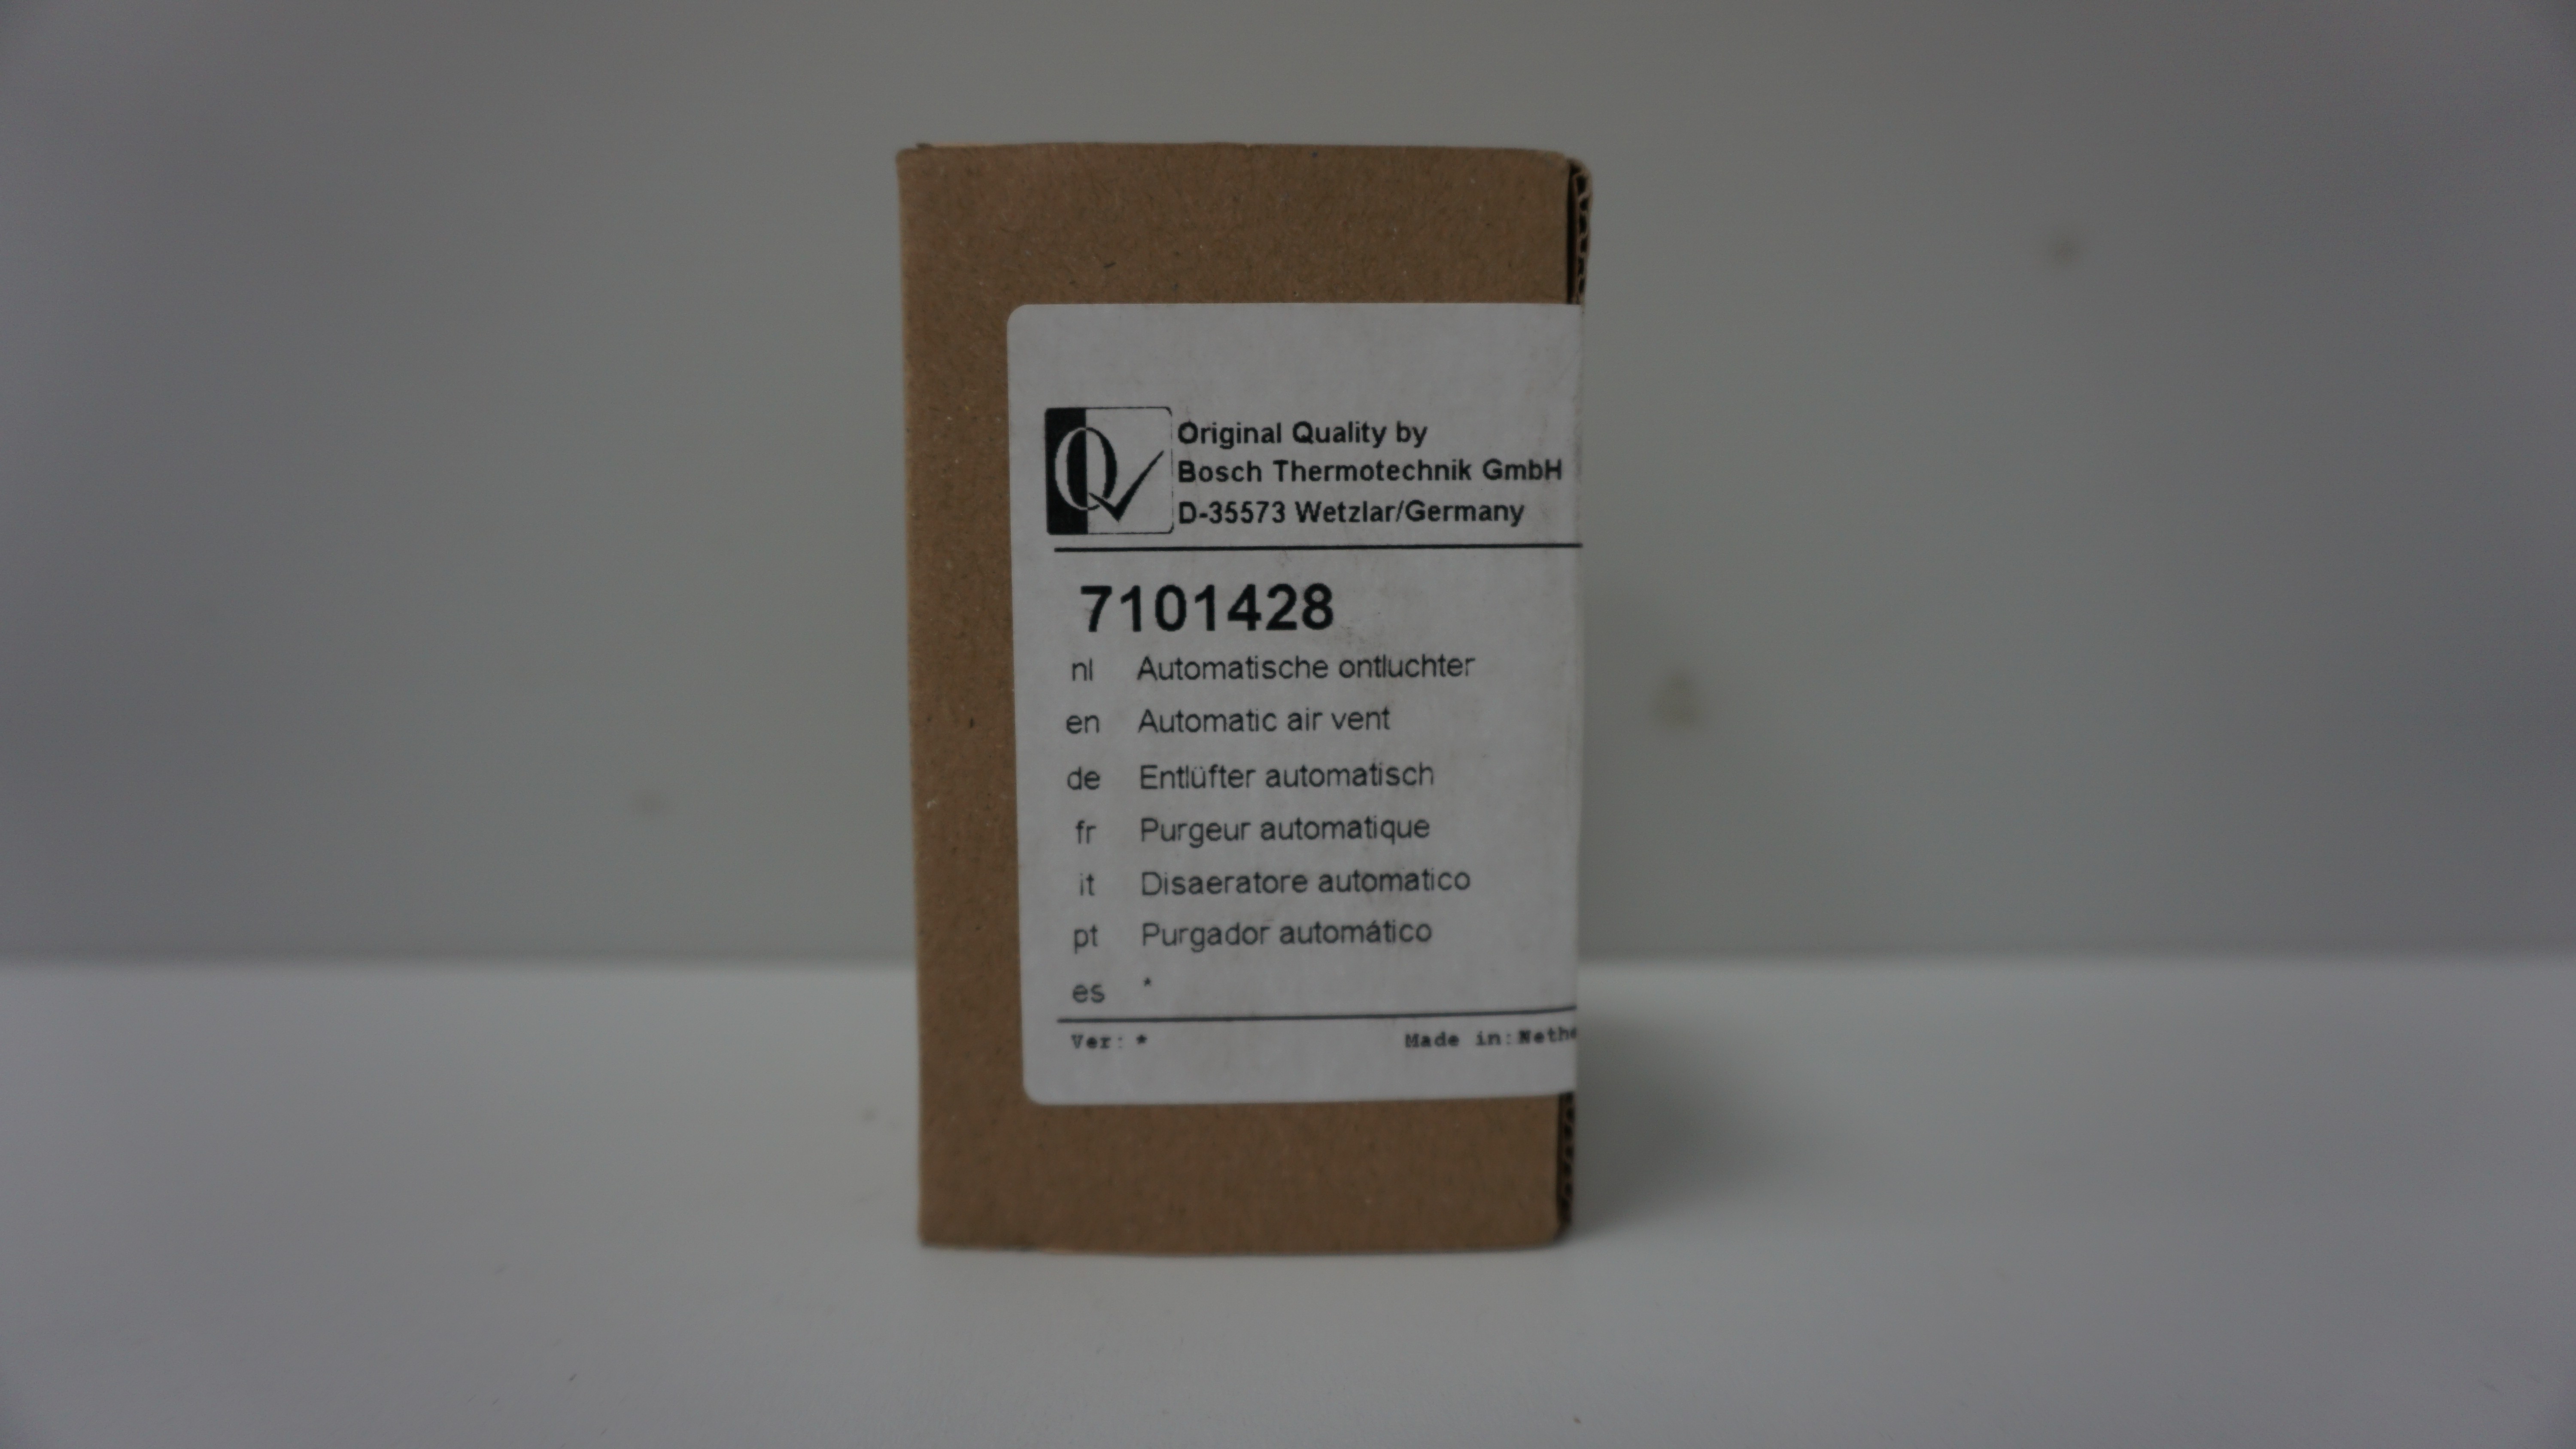 Q
Original Quality by
Bosch Thermotechnik GmbH
D-35573 Wetzlar/Germany
7101428
nl Automatische ontluchter
en Automatic air vent
de Entlüfter automatisch
fr Purgeur automatique
it Disaeratore automatico
pt Purgador automático
es *
Ver: * Made in:Nethe